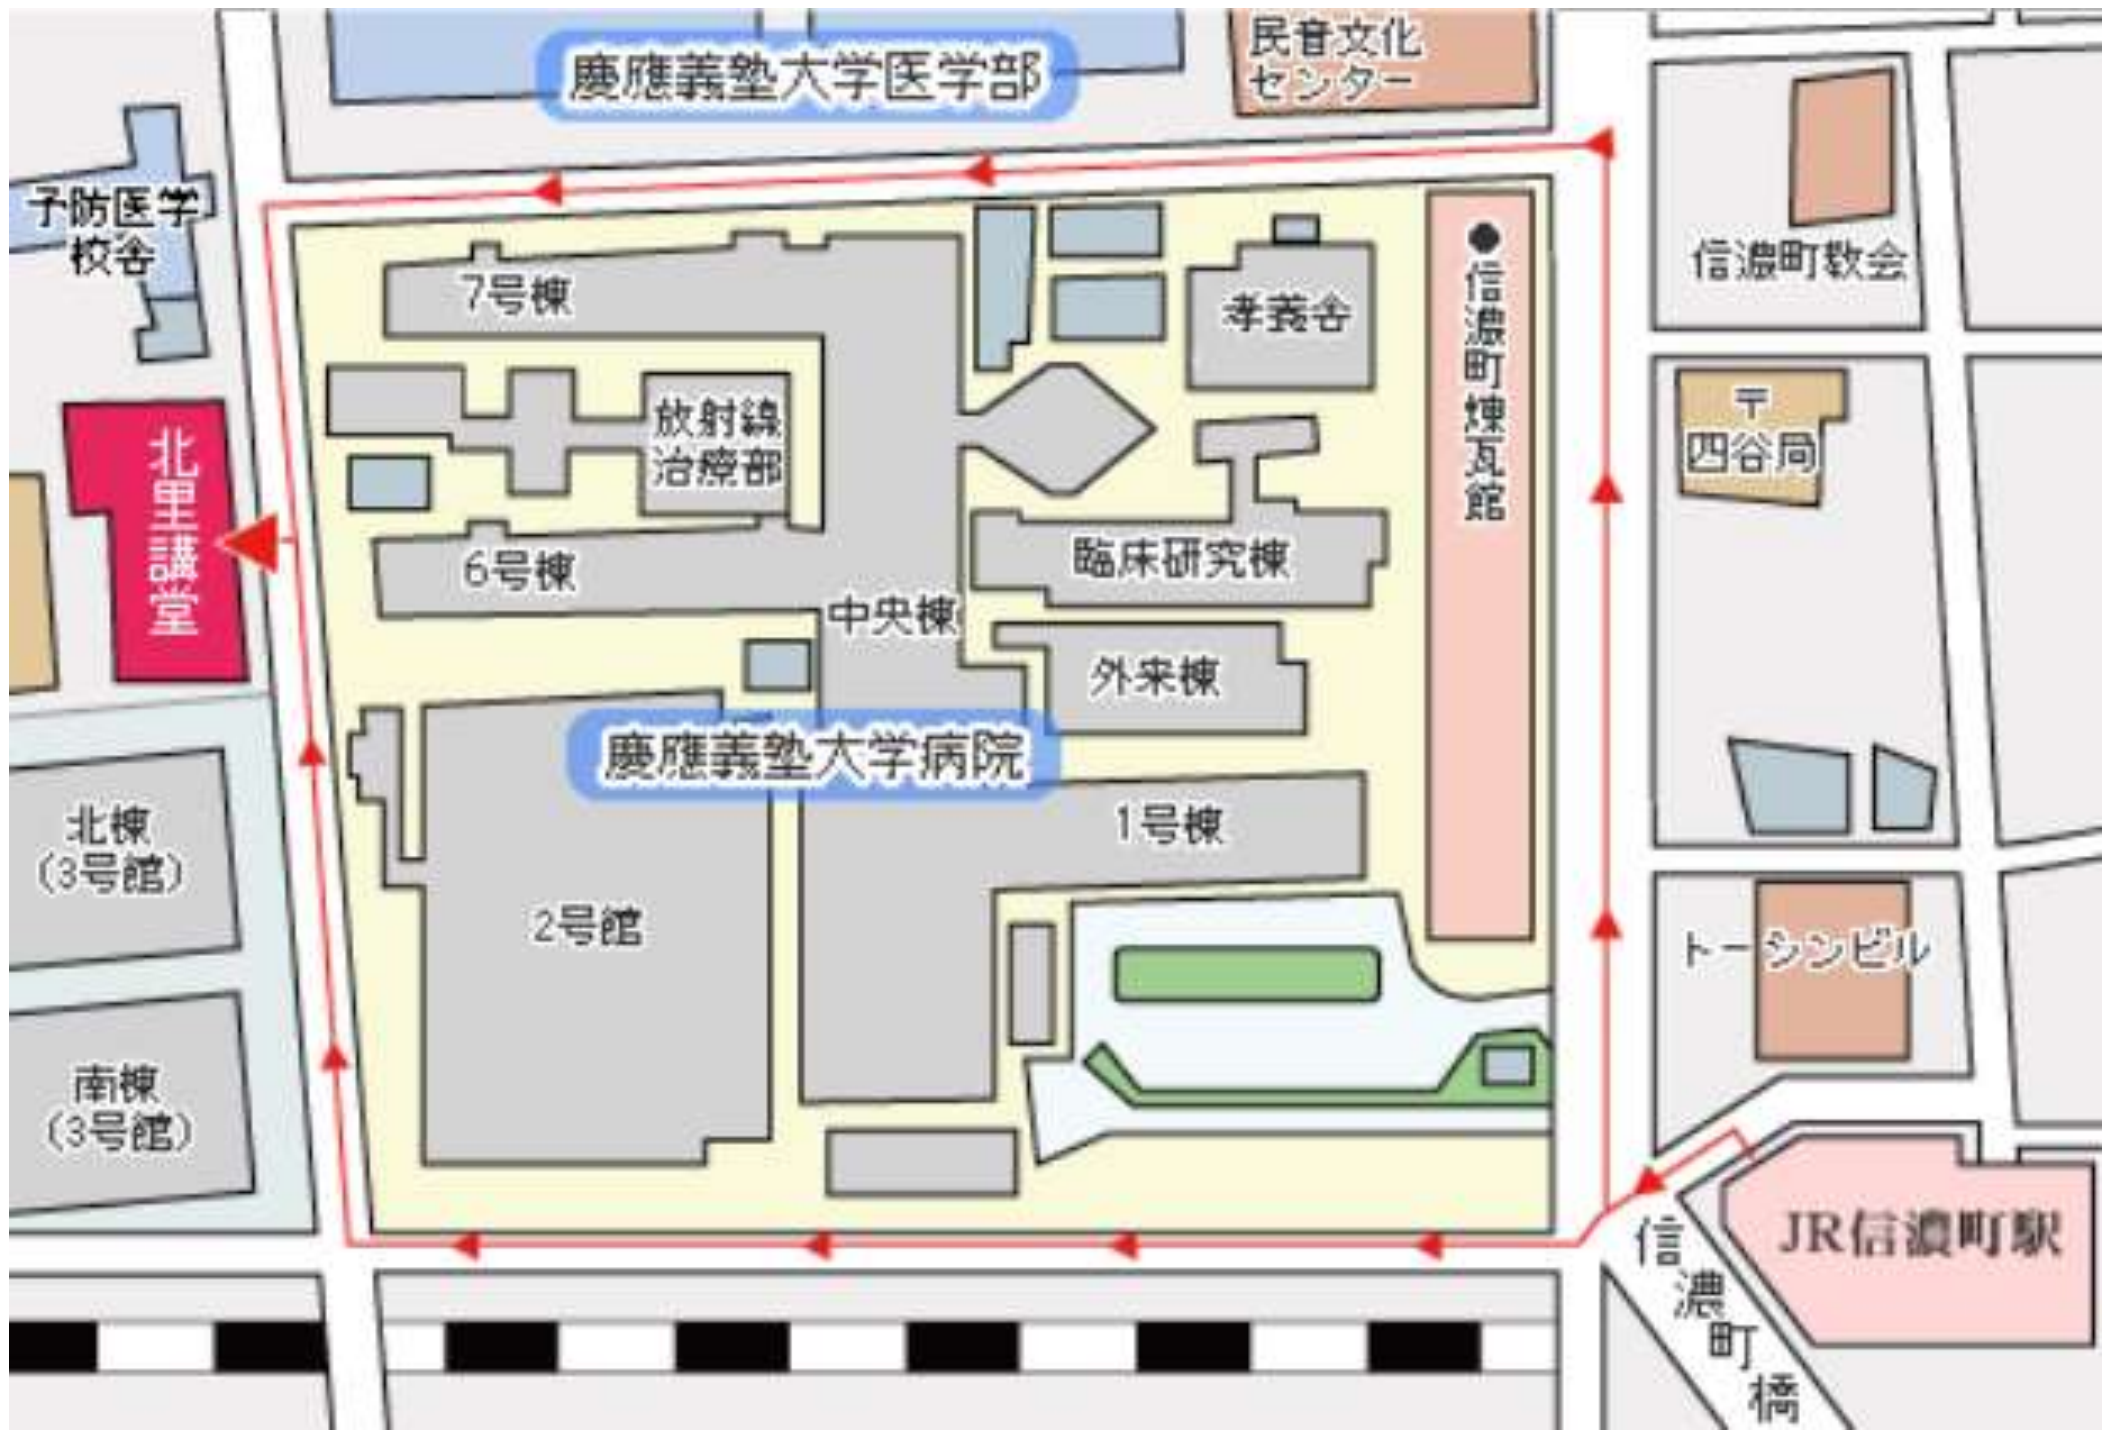 慶應義塾大学医学部
民音文化
センター
予防医学
校舎
信濃町教会
7号棟
孝養舎
●信濃町煉瓦館
放射線
治療部
〒
四谷局
北里講堂
6号棟
臨床研究棟
中央棟
外来棟
慶應義塾大学病院
1号棟
北棟
(3号館)
2号館
トーシンビル
南棟
(3号館)
JR信濃町駅
信濃町橋